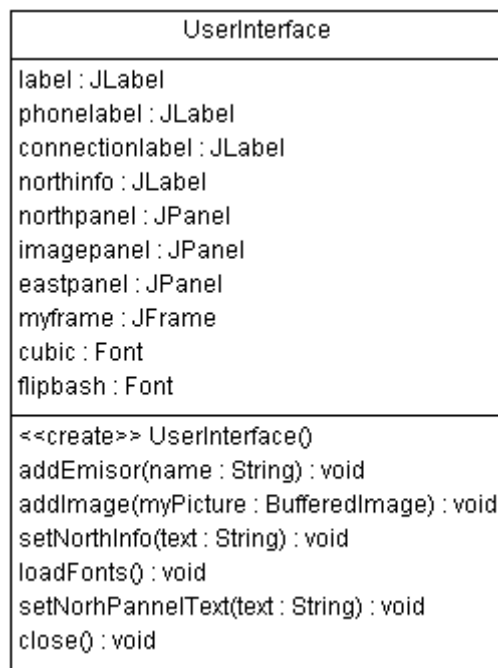 UserInterface
label : JLabel
phonelabel : JLabel
connectionlabel : JLabel
northinfo : JLabel
northpanel : JPanel
imagepanel : JPanel
eastpanel : JPanel
myframe : JFrame
cubic : Font
flipbash : Font
<<create>> UserInterface()
addEmisor(name : String) : void
addImage(myPicture : BufferedImage) : void
setNorthInfo(text : String) : void
loadFonts() : void
setNorhPannelText(text : String) : void
close() : void